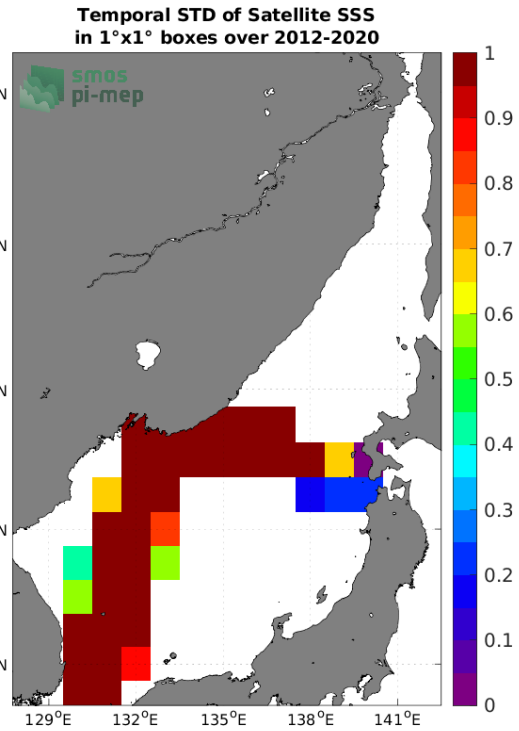 Temporal STD of Satellite SSS
in 1°x1° boxes over 2012-2020
smos
pi-mep
N
N
N
N
N
1
0.9
0.8
0.7
0.6
0.5
0.4
0.3
0.2
0.1
0
129°E 132°E 135°E 138°E 141°E